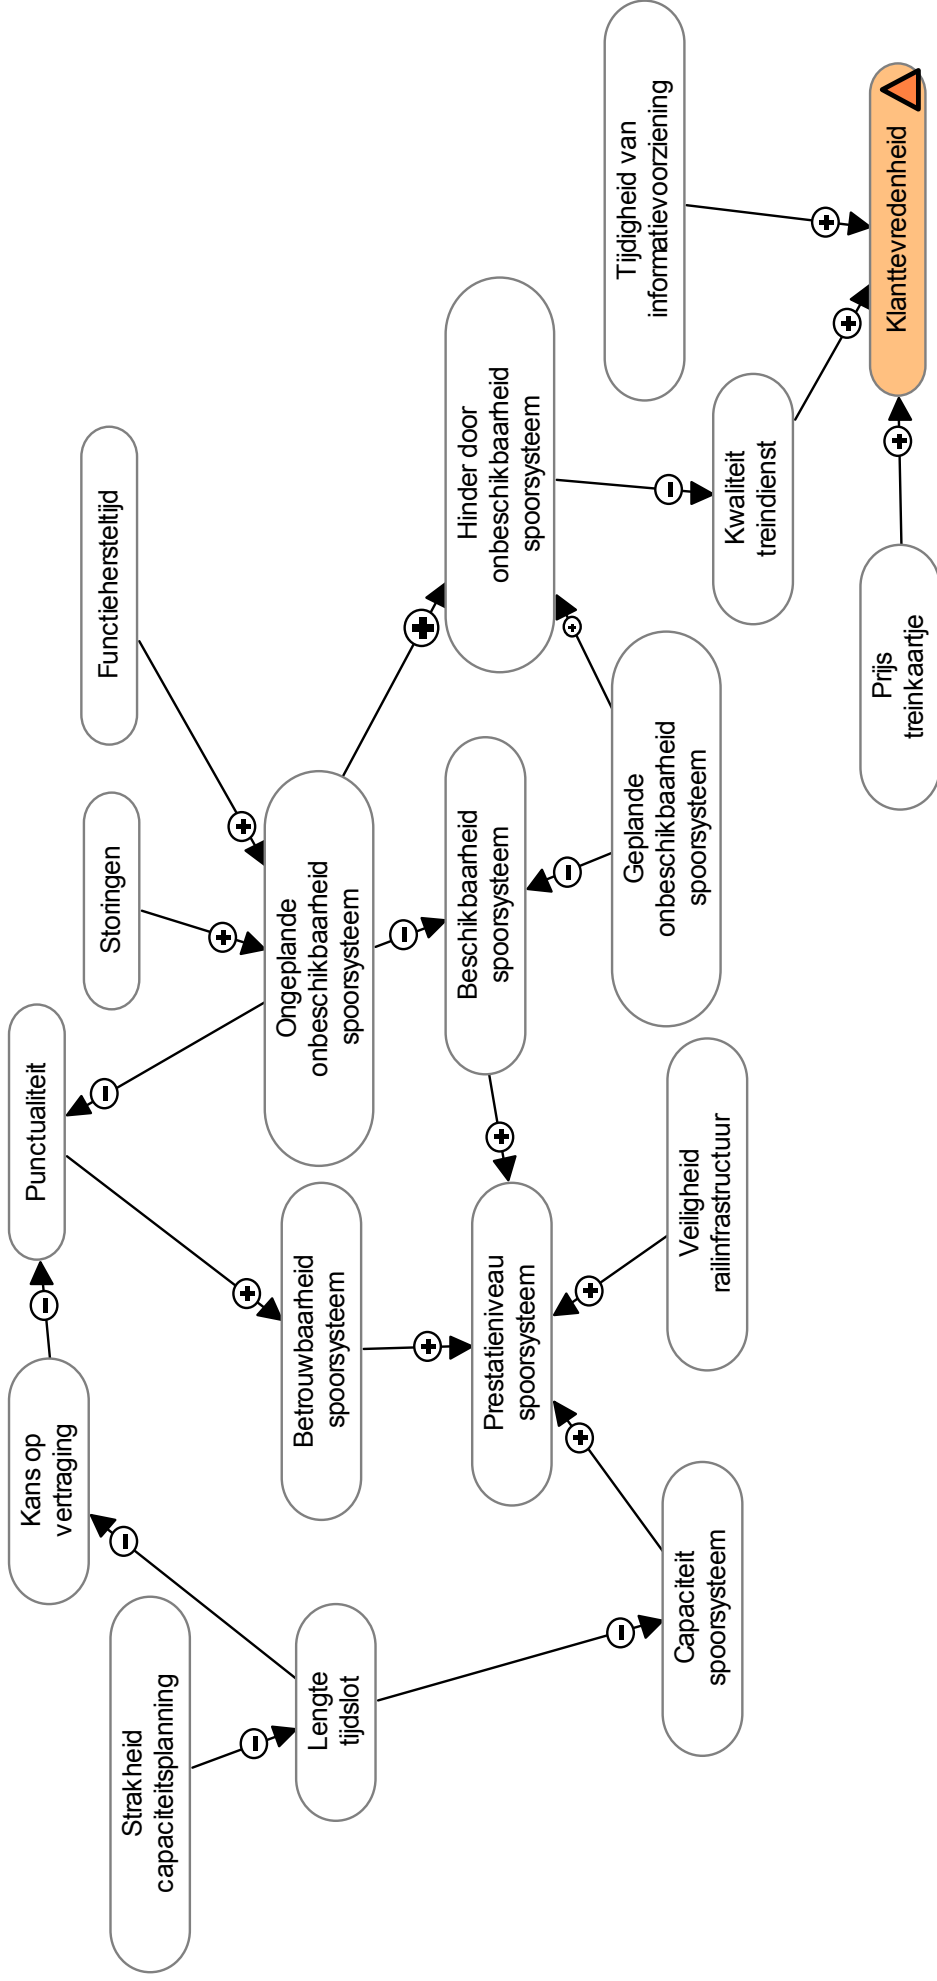 Strakheid
capaciteitsplanning
Kans op
vertraging
Punctualiteit
Storingen
Functiehersteltijd
Lengte
tijdslot
Betrouwbaarheid
spoorsysteem
Ongeplande
onbeschikbaarheid
spoorsysteem
Prestatieniveau
spoorsysteem
Beschikbaarheid
spoorsysteem
Hinder door
onbeschikbaarheid
spoorsysteem
Capaciteit
spoorsysteem
Veiligheid
railinfrastructuur
Geplande
onbeschikbaarheid
spoorsysteem
Kwaliteit
treindienst
Tijdigheid van
informatievoorziening
Prijs
treinkaartje
Klanttevredenheid